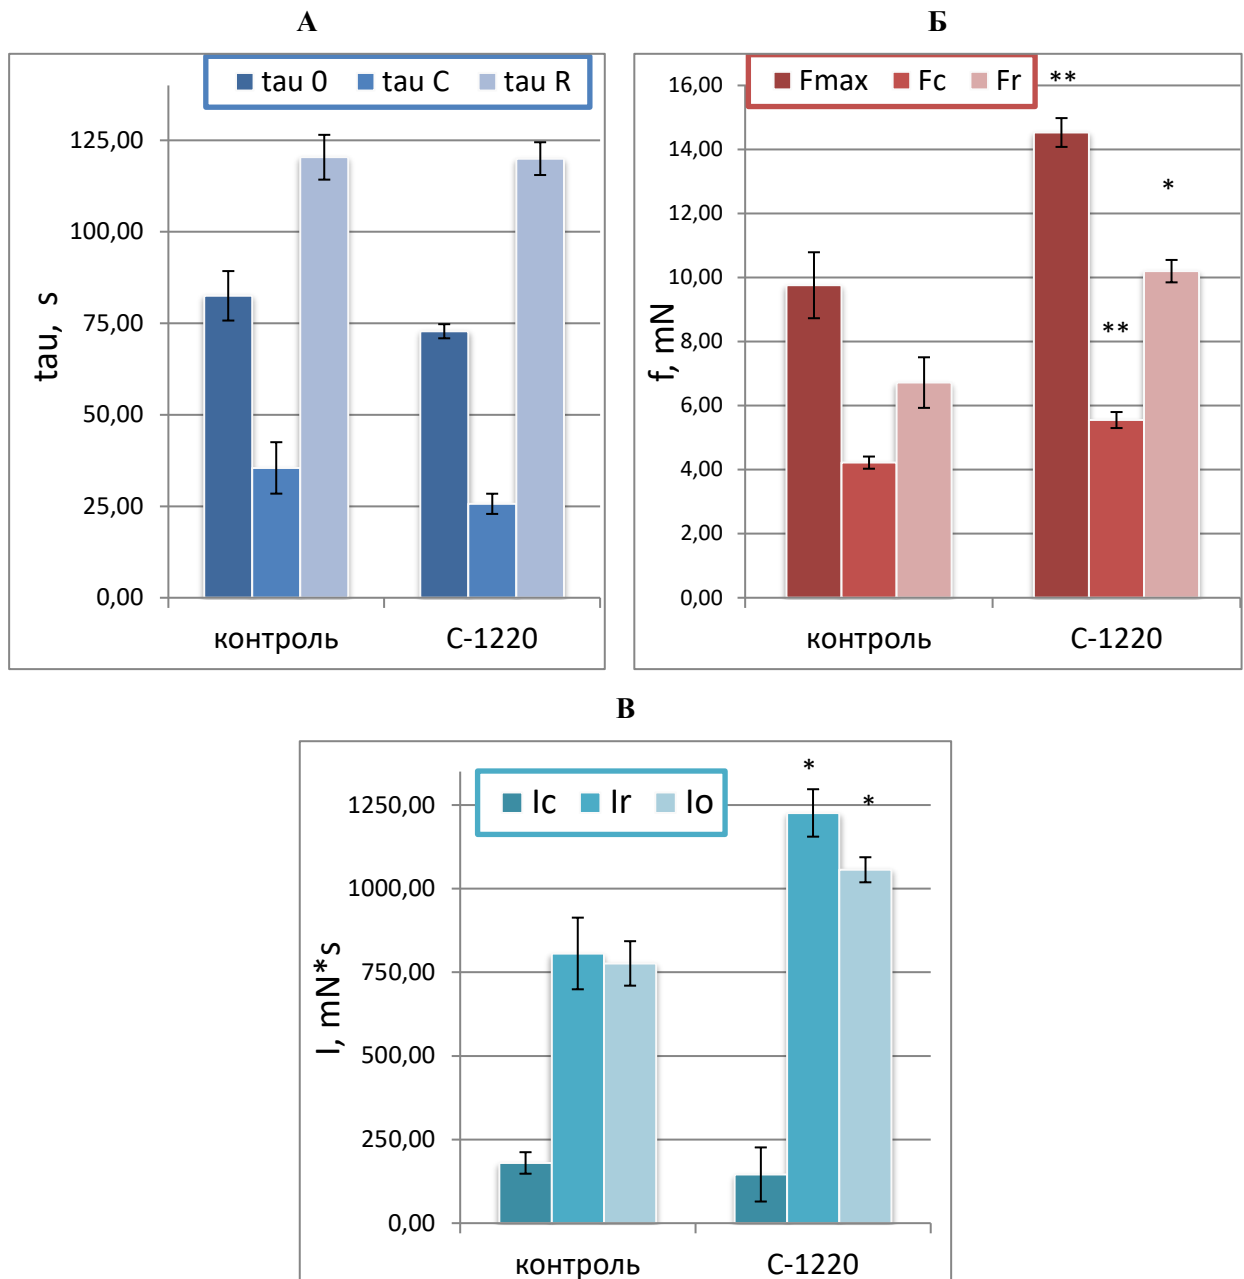 А
tau 0 tau C tau R
125,00
100,00
75,00
50,00
25,00
0,00
tau, s
контроль С-1220
Б
Fmax Fc Fr
16,00
14,00
12,00
10,00
8,00
6,00
4,00
2,00
0,00
f, mN
**
**
*
контроль С-1220
В
Ic Ir Io
1250,00
1000,00
750,00
500,00
250,00
0,00
I, mN*s
*
*
контроль С-1220